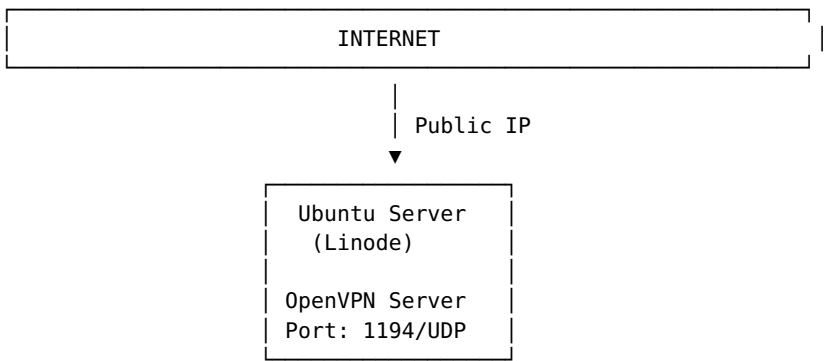 INTERNET
Public IP
Ubuntu Server
(Linode)
OpenVPN Server
Port: 1194/UDP